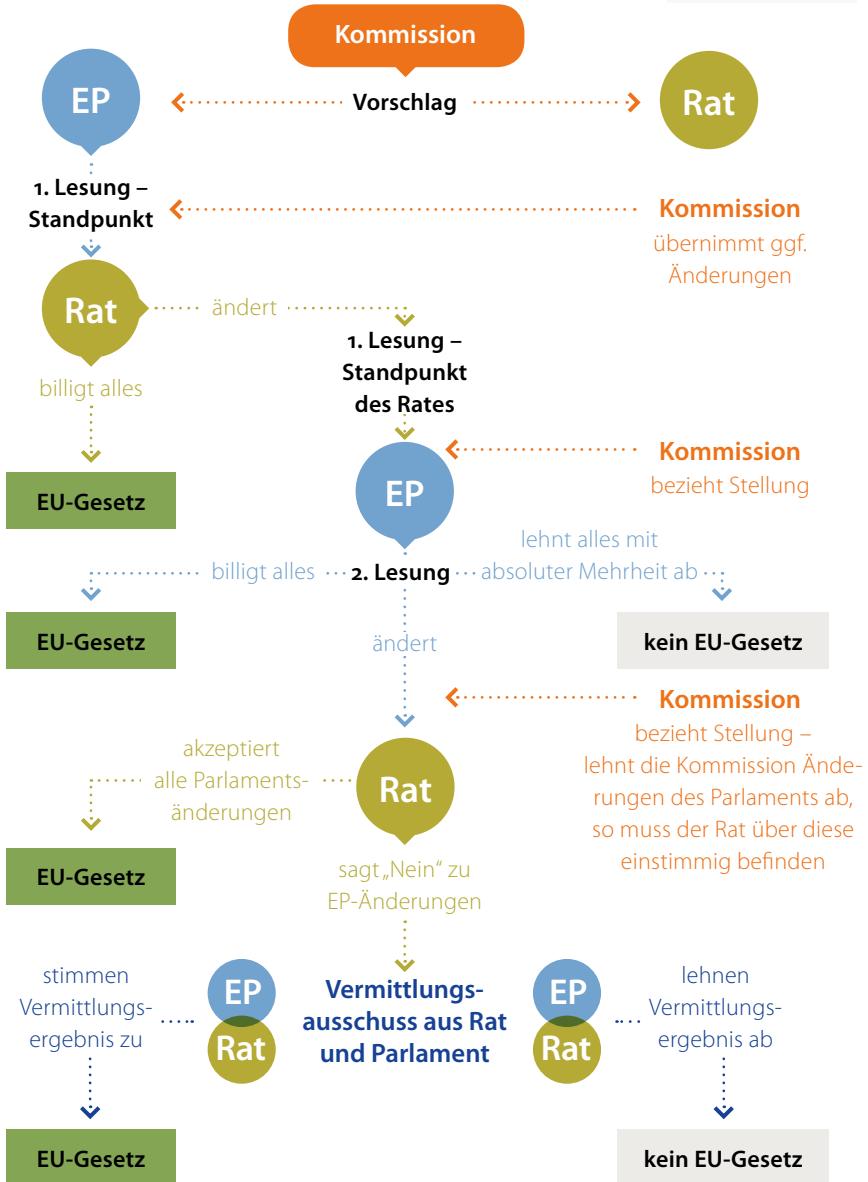 Kommission
EP
Vorschlag
Rat
1. Lesung –
Standpunkt
Kommission
übernimmt ggf.
Änderungen
Rat
ändert
1. Lesung –
Standpunkt
des Rates
billigt alles
EU-Gesetz
EP
Kommission
bezieht Stellung
billigt alles
2. Lesung
lehnt alles mit
absoluter Mehrheit ab
EU-Gesetz
ändert
kein EU-Gesetz
Kommission
bezieht Stellung –
lehnt die Kommission Ände-
rungen des Parlaments ab,
so muss der Rat über diese
einstimmig befinden
akzeptiert
alle Parlaments-
änderungen
Rat
EU-Gesetz
sagt „Nein“ zu
EP-Änderungen
stimmen
Vermittlungs-
ergebnis zu
EP
Rat
Vermittlungs-
ausschuss aus Rat
und Parlament
EP
Rat
lehnen
Vermittlungs-
ergebnis ab
EU-Gesetz
kein EU-Gesetz